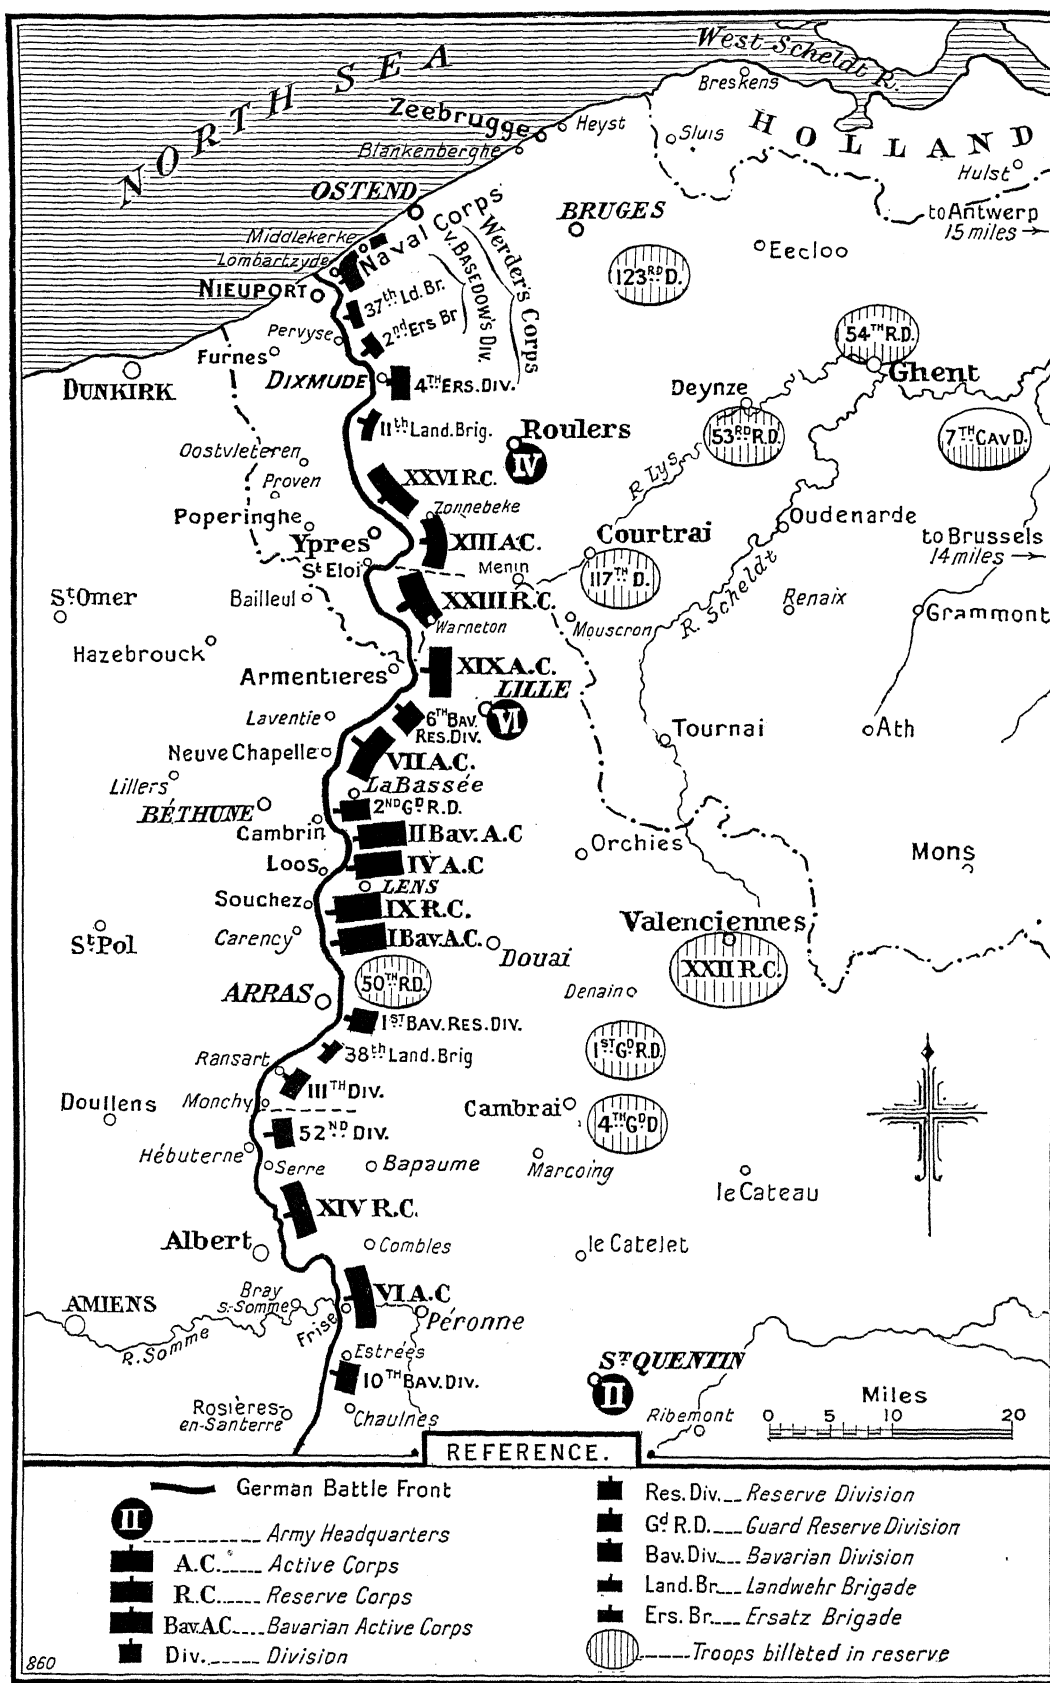 NORTH SEA
West Scheldt R.
Breskens
Zeebrugge
Heyst
Sluis
HOLLAND
Blankenberghe
Hulst
OSTEND
BRUGES
to Antwerp
15 miles
Middlekerke
Naval Corps
Eecloo
Lombartzyde
Werder's Corps
v. BASEDOW'S DIV.
123RD D.
NIEUPORT
37th Ld. Br.
Pervyse
2nd Ers Br
54TH R.D.
Furnes
DUNKIRK
DIXMUDE
4TH ERS. DIV.
Ghent
Deynze
11th Land. Brig.
Roulers
53RD R.D.
7TH CAV D.
Oostvleteren
IV
XXVI R.C.
R Lys
Proven
Zonnebeke
Poperinghe
Oudenarde
Ypres
XIII A.C.
Courtrai
to Brussels
14 miles
St Eloi
Menin
117TH D.
R. Scheldt
St. Omer
Bailleul
XXIII R.C.
Renaix
Grammont
Warneton
Mouscron
Hazebrouck
Armentieres
XIX A.C.
LILLE
Laventie
6TH BAV.
RES. DIV.
VI
Tournai
Ath
Neuve Chapelle
VII A.C.
Lillers
La Bassée
BÉTHUNE
2ND GD R.D.
Cambrin
II Bav. A.C
Orchies
Mons
Loos
IV A.C
LENS
Souchez
IX R.C.
Valenciennes
St. Pol
Carency
I Bav. A.C.
Douai
XXII R.C.
50TH R.D.
ARRAS
Denain
1ST BAV. RES. DIV.
1ST GD R.D.
Ransart
38th Land. Brig
111TH DIV.
Doullens
Monchy
Cambrai
4TH GD D
52ND DIV.
Hébuterne
Serre
Bapaume
Marcoing
le Cateau
XIV R.C.
Albert
Combles
le Catelet
Bray
s.-Somme
VI A.C
AMIENS
Frise
Péronne
R. Somme
Estrées
ST QUENTIN
10TH BAV. DIV.
II
Miles
Rosières-
en-Santerre
Chaulnes
Ribemont
0 5 10 20
REFERENCE.
German Battle Front
II Army Headquarters
A.C. Active Corps
R.C. Reserve Corps
Bav. A.C. Bavarian Active Corps
Div. Division
Res. Div. Reserve Division
Gd R.D. Guard Reserve Division
Bav. Div. Bavarian Division
Land. Br. Landwehr Brigade
Ers. Br. Ersatz Brigade
Troops billeted in reserve
860